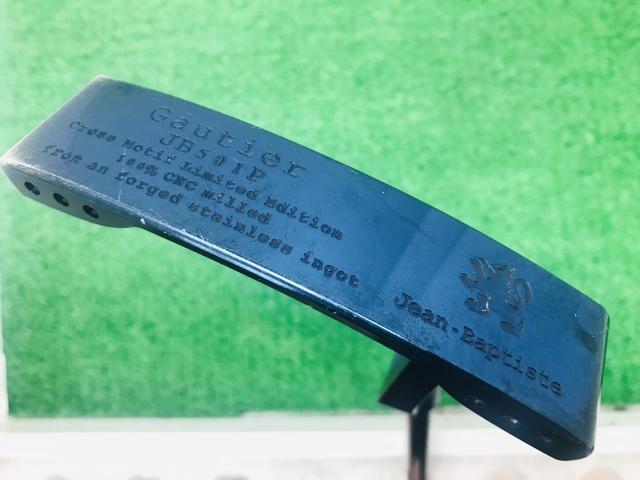 Gautier
JB501P
Cross Motif Limited Edition
100% CNC Milled
from an forged stainless ingot
Jean-Baptiste